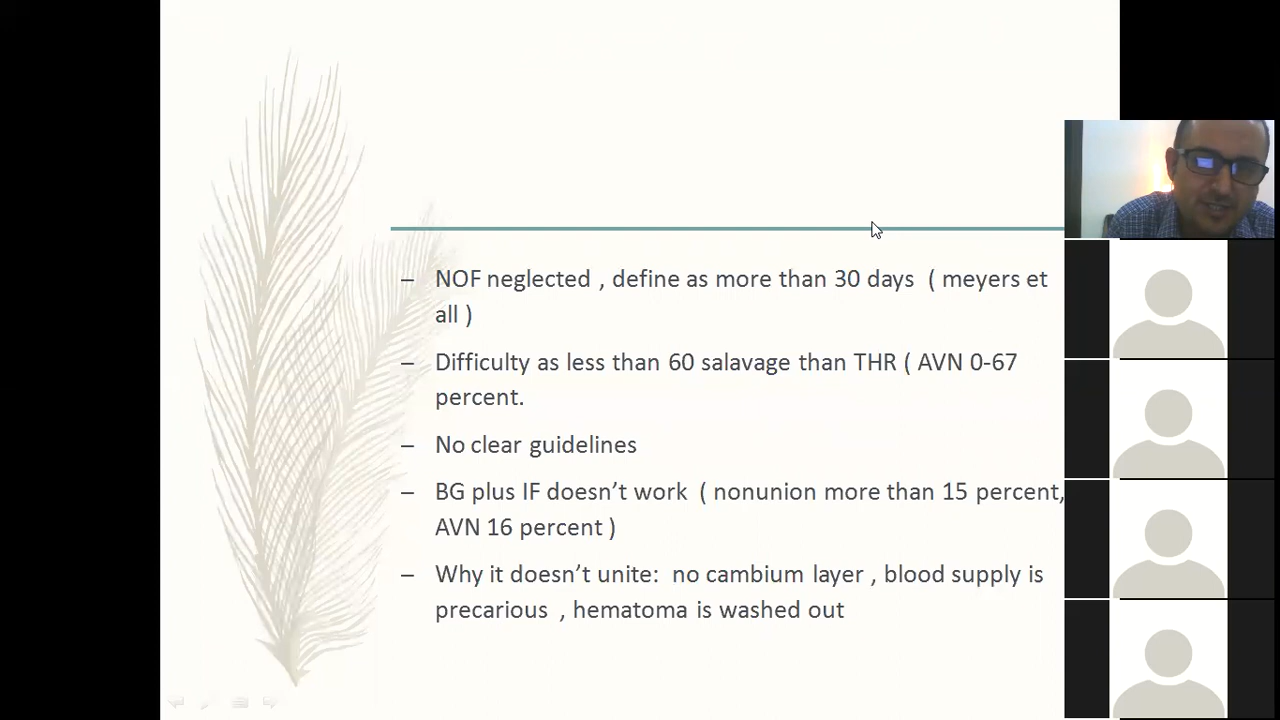 – NOF neglected , define as more than 30 days ( meyers et
all )
– Difficulty as less than 60 salavage than THR ( AVN 0-67
percent.
– No clear guidelines
– BG plus IF doesn’t work ( nonunion more than 15 percent,
AVN 16 percent )
– Why it doesn’t unite: no cambium layer , blood supply is
precarious , hematoma is washed out